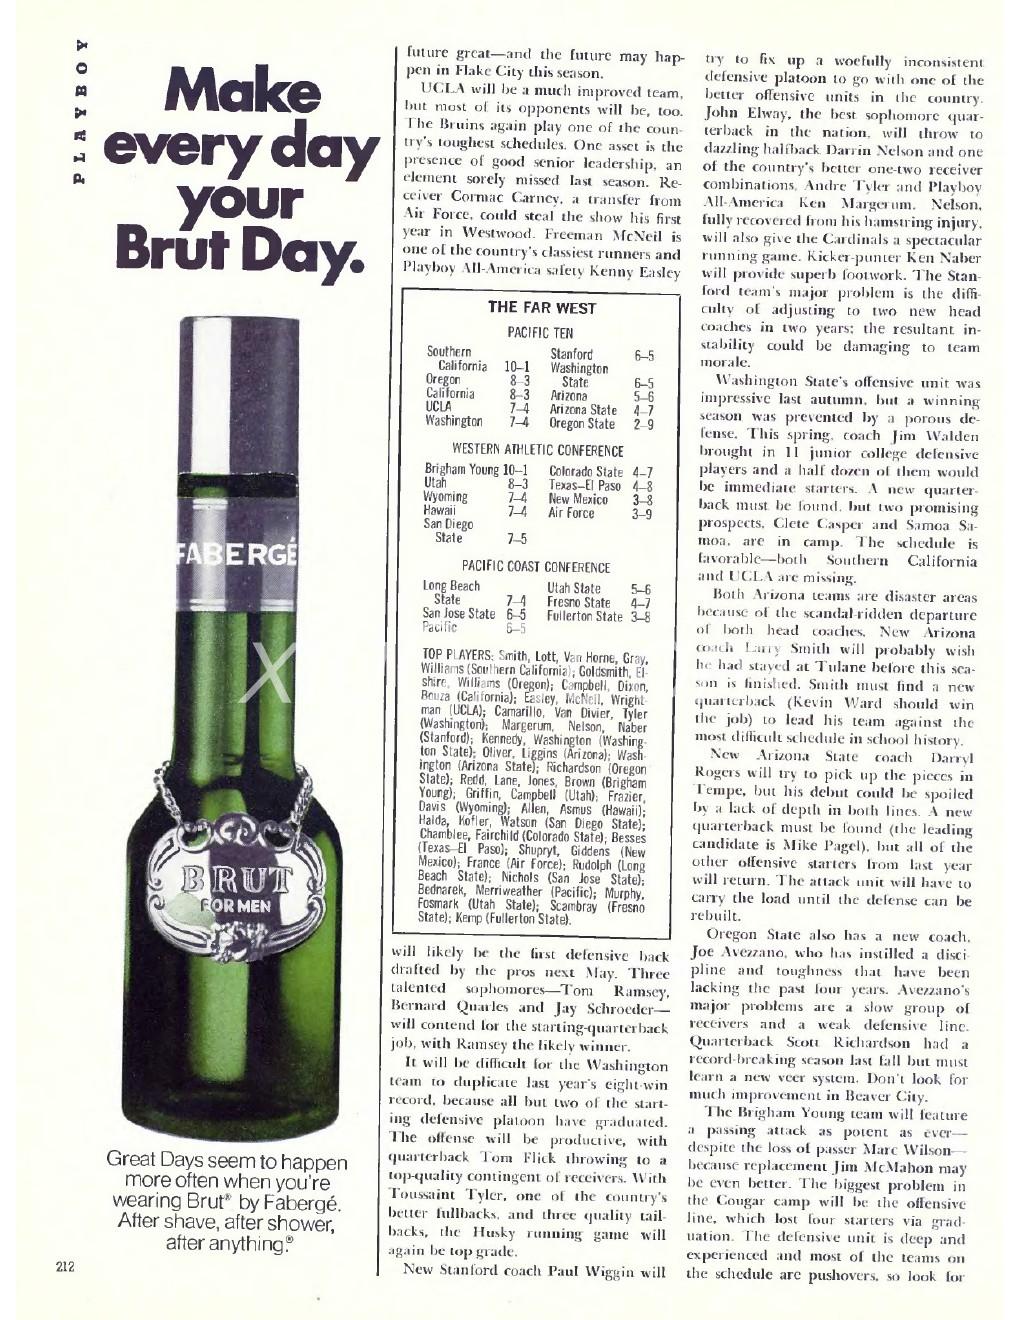 PLAYBOY
Make
every day
your
Brut Day.
FABERGÉ
BRUT
FOR MEN
Great Days seem to happen
more often when you're
wearing Brut® by Fabergé.
After shave, after shower,
after anything.®
212
future great—and the future may hap-
pen in Flake City this season.
UCLA will be a much improved team,
but most of its opponents will be, too.
The Bruins again play one of the coun-
try's toughest schedules. One asset is the
presence of good senior leadership, an
element sorely missed last season. Re-
ceiver Cormac Carney, a transfer from
Air Force, could steal the show his first
year in Westwood. Freeman McNeil is
one of the country's classiest runners and
Playboy All-America safety Kenny Easley
THE FAR WEST
PACIFIC TEN
Southern
California 10–1
Oregon 8–3
California 8–3
UCLA 7–4
Washington 7–4
Stanford 6–5
Washington
State 6–5
Arizona 5–6
Arizona State 4–7
Oregon State 2–9
WESTERN ATHLETIC CONFERENCE
Brigham Young 10–1
Utah 8–3
Wyoming 7–4
Hawaii 7–4
San Diego
State 7–5
Colorado State 4–7
Texas–El Paso 4–8
New Mexico 3–8
Air Force 3–9
PACIFIC COAST CONFERENCE
Long Beach
State 7–4
San Jose State 6–5
Pacific 6–5
Utah State 5–6
Fresno State 4–7
Fullerton State 3–8
TOP PLAYERS: Smith, Lott, Van Horne, Gray,
Williams (Southern California); Goldsmith, El-
shire, Williams (Oregon); Campbell, Dixon,
Bouza (California); Easley, McNeil, Wright-
man (UCLA); Camarillo, Van Divier, Tyler
(Washington); Margerum, Nelson, Naber
(Stanford); Kennedy, Washington (Washing-
ton State); Oliver, Liggins (Arizona); Wash-
ington (Arizona State); Richardson (Oregon
State); Redd, Lane, Jones, Brown (Brigham
Young); Griffin, Campbell (Utah); Frazier,
Davis (Wyoming); Allen, Asmus (Hawaii);
Halda, Kofler, Watson (San Diego State);
Chamblee, Fairchild (Colorado State); Besses
(Texas–El Paso); Shupryt, Giddens (New
Mexico); France (Air Force); Rudolph (Long
Beach State); Nichols (San Jose State);
Bednarek, Merriweather (Pacific); Murphy,
Fosmark (Utah State); Scambray (Fresno
State); Kemp (Fullerton State).
will likely be the first defensive back
drafted by the pros next May. Three
talented sophomores—Tom Ramsey,
Bernard Quarles and Jay Schroeder—
will contend for the starting-quarterback
job, with Ramsey the likely winner.
It will be difficult for the Washington
team to duplicate last year's eight-win
record, because all but two of the start-
ing defensive platoon have graduated.
The offense will be productive, with
quarterback Tom Flick throwing to a
top-quality contingent of receivers. With
Toussaint Tyler, one of the country's
better fullbacks, and three quality tail-
backs, the Husky running game will
again be top grade.
New Stanford coach Paul Wiggin will
try to fix up a woefully inconsistent
defensive platoon to go with one of the
better offensive units in the country.
John Elway, the best sophomore quar-
terback in the nation, will throw to
dazzling halfback Darrin Nelson and one
of the country's better one-two receiver
combinations, Andre Tyler and Playboy
All-America Ken Margerum. Nelson,
fully recovered from his hamstring injury,
will also give the Cardinals a spectacular
running game. Kicker-punter Ken Naber
will provide superb footwork. The Stan-
ford team's major problem is the diffi-
culty of adjusting to two new head
coaches in two years; the resultant in-
stability could be damaging to team
morale.
Washington State's offensive unit was
impressive last autumn, but a winning
season was prevented by a porous de-
fense. This spring, coach Jim Walden
brought in 11 junior college defensive
players and a half dozen of them would
be immediate starters. A new quarter-
back must be found, but two promising
prospects, Clete Casper and Samoa Sa-
moa, are in camp. The schedule is
favorable—both Southern California
and UCLA are missing.
Both Arizona teams are disaster areas
because of the scandal-ridden departure
of both head coaches. New Arizona
coach Larry Smith will probably wish
he had stayed at Tulane before this sea-
son is finished. Smith must find a new
quarterback (Kevin Ward should win
the job) to lead his team against the
most difficult schedule in school history.
New Arizona State coach Darryl
Rogers will try to pick up the pieces in
Tempe, but his debut could be spoiled
by a lack of depth in both lines. A new
quarterback must be found (the leading
candidate is Mike Pagel), but all of the
other offensive starters from last year
will return. The attack unit will have to
carry the load until the defense can be
rebuilt.
Oregon State also has a new coach,
Joe Avezzano, who has instilled a disci-
pline and toughness that have been
lacking the past four years. Avezzano's
major problems are a slow group of
receivers and a weak defensive line.
Quarterback Scott Richardson had a
record-breaking season last fall but must
learn a new veer system. Don't look for
much improvement in Beaver City.
The Brigham Young team will feature
a passing attack as potent as ever—
despite the loss of passer Marc Wilson—
because replacement Jim McMahon may
be even better. The biggest problem in
the Cougar camp will be the offensive
line, which lost four starters via grad-
uation. The defensive unit is deep and
experienced and most of the teams on
the schedule are pushovers, so look for